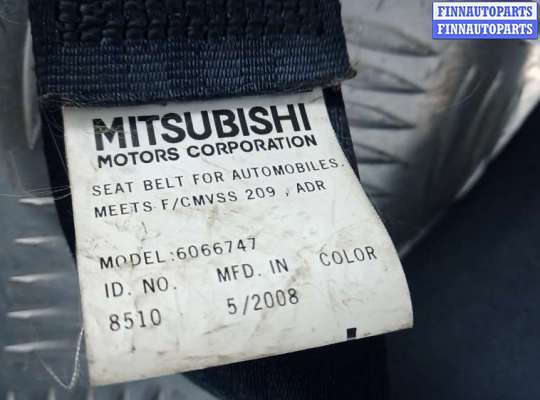 FINNAUTOPARTS
FINNAUTOPARTS
MITSUBISHI
MOTORS CORPORATION
SEAT BELT FOR AUTOMOBILES.
MEETS F/CMVSS 209 , ADR
MODEL:6066747
ID. NO. MFD. IN COLOR
8510 5/2008